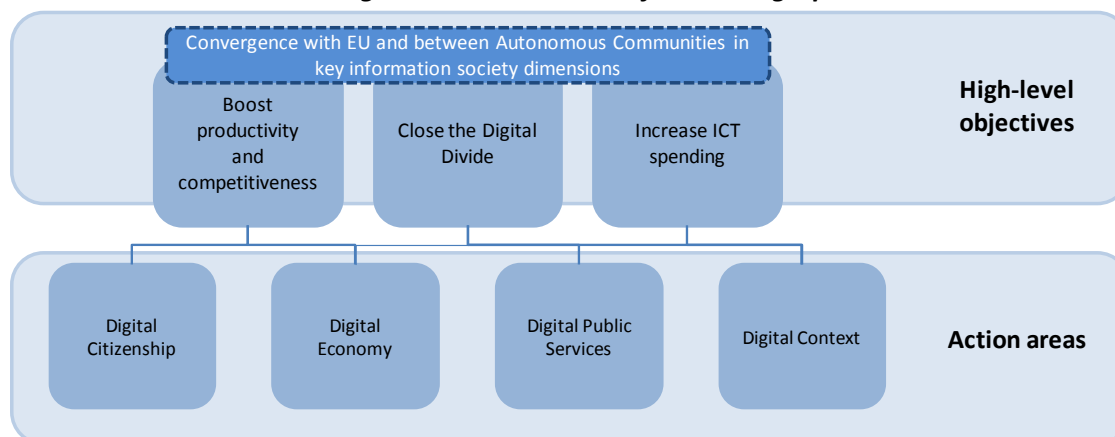 Convergence with EU and between Autonomous Communities in
key information society dimensions
Boost
productivity
and
competitiveness
Close the Digital
Divide
Increase ICT
spending
High-level
objectives
Digital
Citizenship
Digital
Economy
Digital Public
Services
Digital Context
Action areas